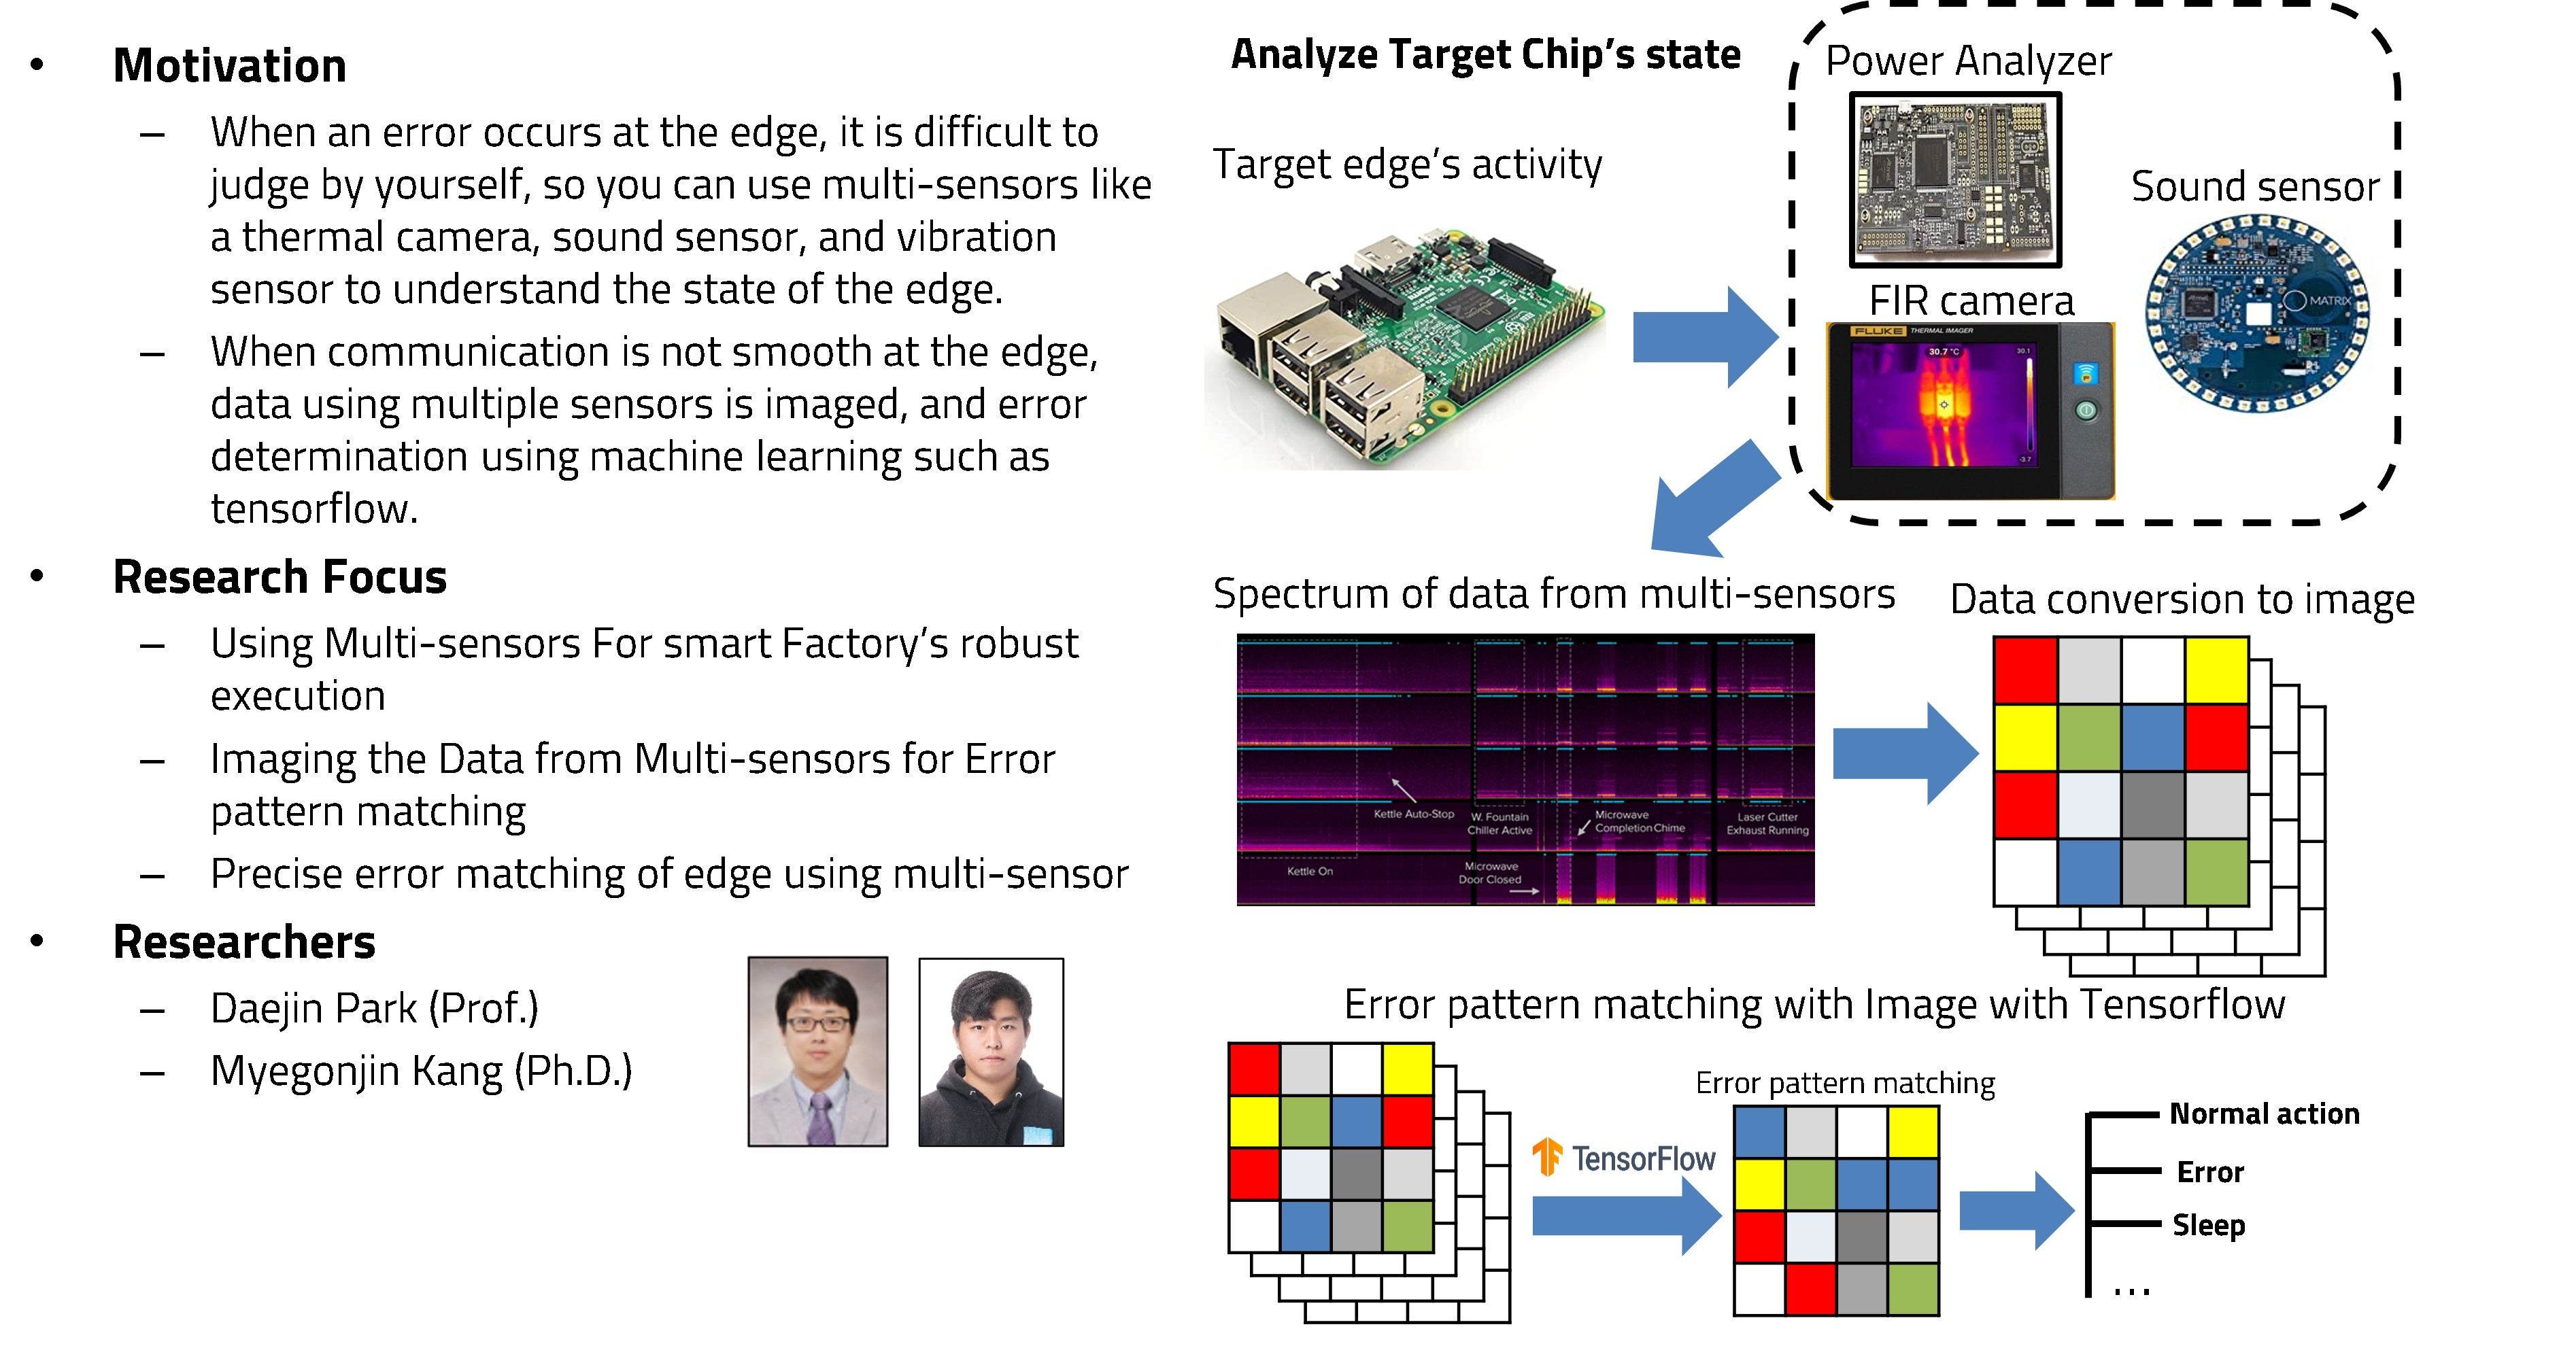 • Motivation
– When an error occurs at the edge, it is difficult to
judge by yourself, so you can use multi-sensors like
a thermal camera, sound sensor, and vibration
sensor to understand the state of the edge.
– When communication is not smooth at the edge,
data using multiple sensors is imaged, and error
determination using machine learning such as
tensorflow.
• Research Focus
– Using Multi-sensors For smart Factory's robust
execution
– Imaging the Data from Multi-sensors for Error
pattern matching
– Precise error matching of edge using multi-sensor
• Researchers
– Daejin Park (Prof.)
– Myegonjin Kang (Ph.D.)
Analyze Target Chip's state
Target edge's activity
Power Analyzer
Sound sensor
MATRIX
FIR camera
FLUKE THERMAL IMAGER
30.7 °C
30.1
-3.7
Spectrum of data from multi-sensors
Kettle Auto-Stop
W. Fountain
Chiller Active
Microwave
Completion Chime
Laser Cutter
Exhaust Running
Kettle On
Microwave
Door Closed
Data conversion to image
Error pattern matching with Image with Tensorflow
TensorFlow
Error pattern matching
Normal action
Error
Sleep
...